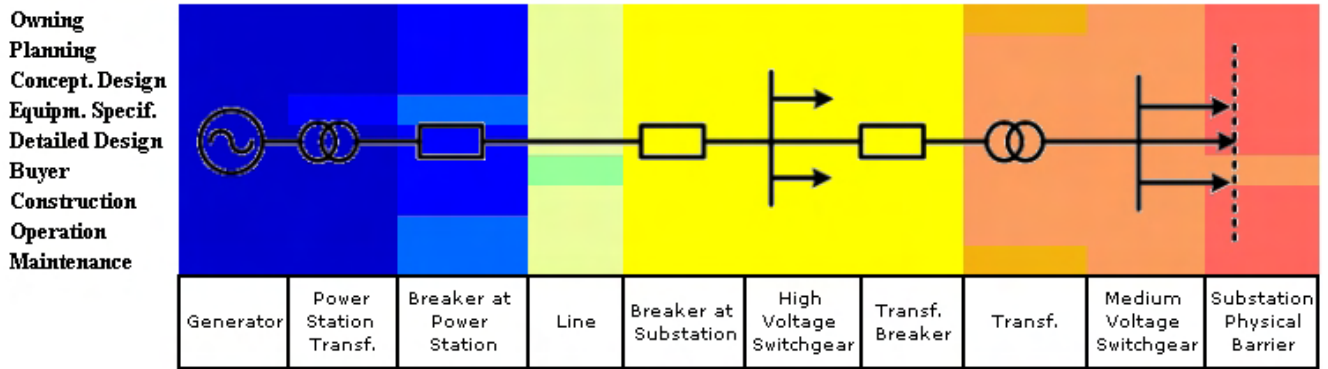 Owning
Planning
Concept. Design
Equipm. Specif.
Detailed Design
Buyer
Construction
Operation
Maintenance
Generator
Power
Station
Transf.
Breaker at
Power
Station
Line
Breaker at
Substation
High
Voltage
Switchgear
Transf.
Breaker
Transf.
Medium
Voltage
Switchgear
Substation
Physical
Barrier